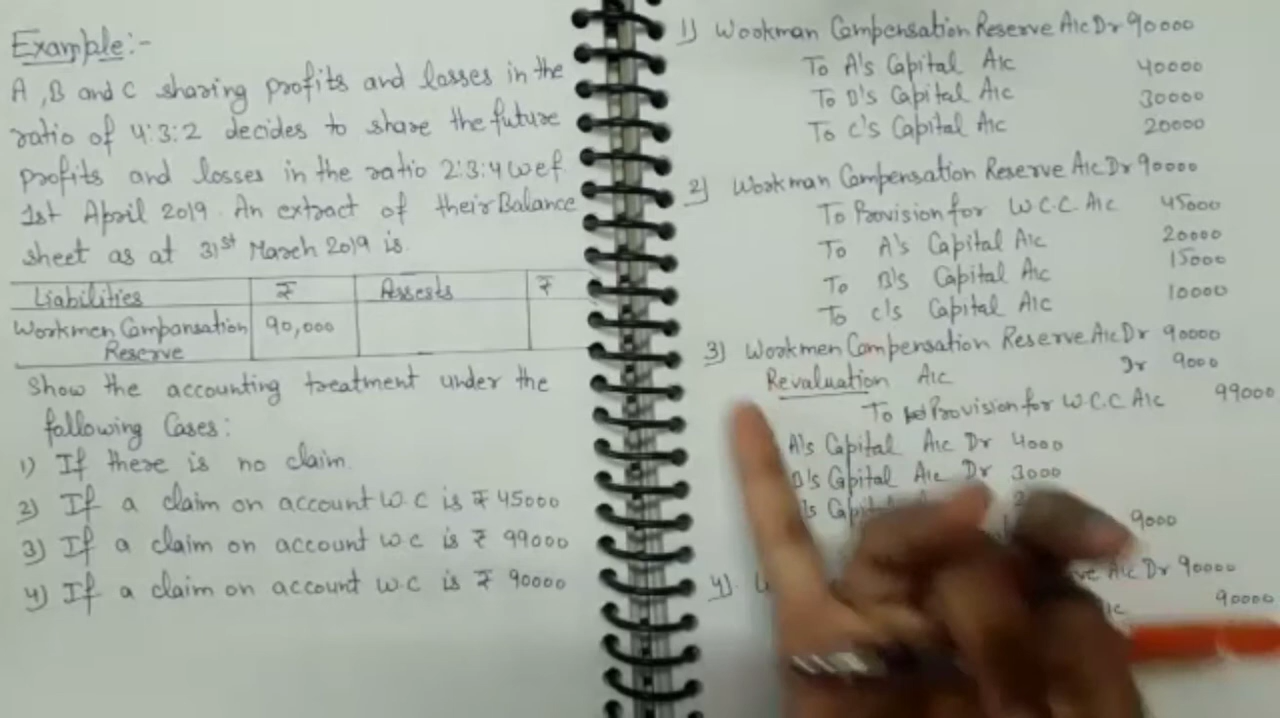 Example:-
A, B and C sharing profits and losses in the
ratio of 4:3:2 decides to share the future
profits and losses in the ratio 2:3:4 wef
1st April 2019. An extract of their Balance
sheet as at 31st March 2019 is.
Liabilities ₹ Assests ₹
Workmen Compansation 90,000
Reserve
Show the accounting treatment under the
following Cases:
1) If there is no claim.
2) If a claim on account w.c is ₹ 45000
3) If a claim on account w.c is ₹ 99000
4) If a claim on account w.c is ₹ 90000
1) Workman Compensation Reserve A/c Dr 90000
To A's Capital A/c 40000
To B's Capital A/c 30000
To C's Capital A/c 20000
2) Workman Compensation Reserve A/c Dr 90000
To Provision for W.C.C A/c 45000
To A's Capital A/c 20000
To B's Capital A/c 15000
To C's Capital A/c 10000
3) Workmen Compensation Reserve A/c Dr 90000
Revaluation A/c Dr 9000
To Provision for W.C.C A/c 99000
A's Capital A/c Dr 4000
B's Capital A/c Dr 3000
's Capital
9000
4) A/c Dr 90000
90000